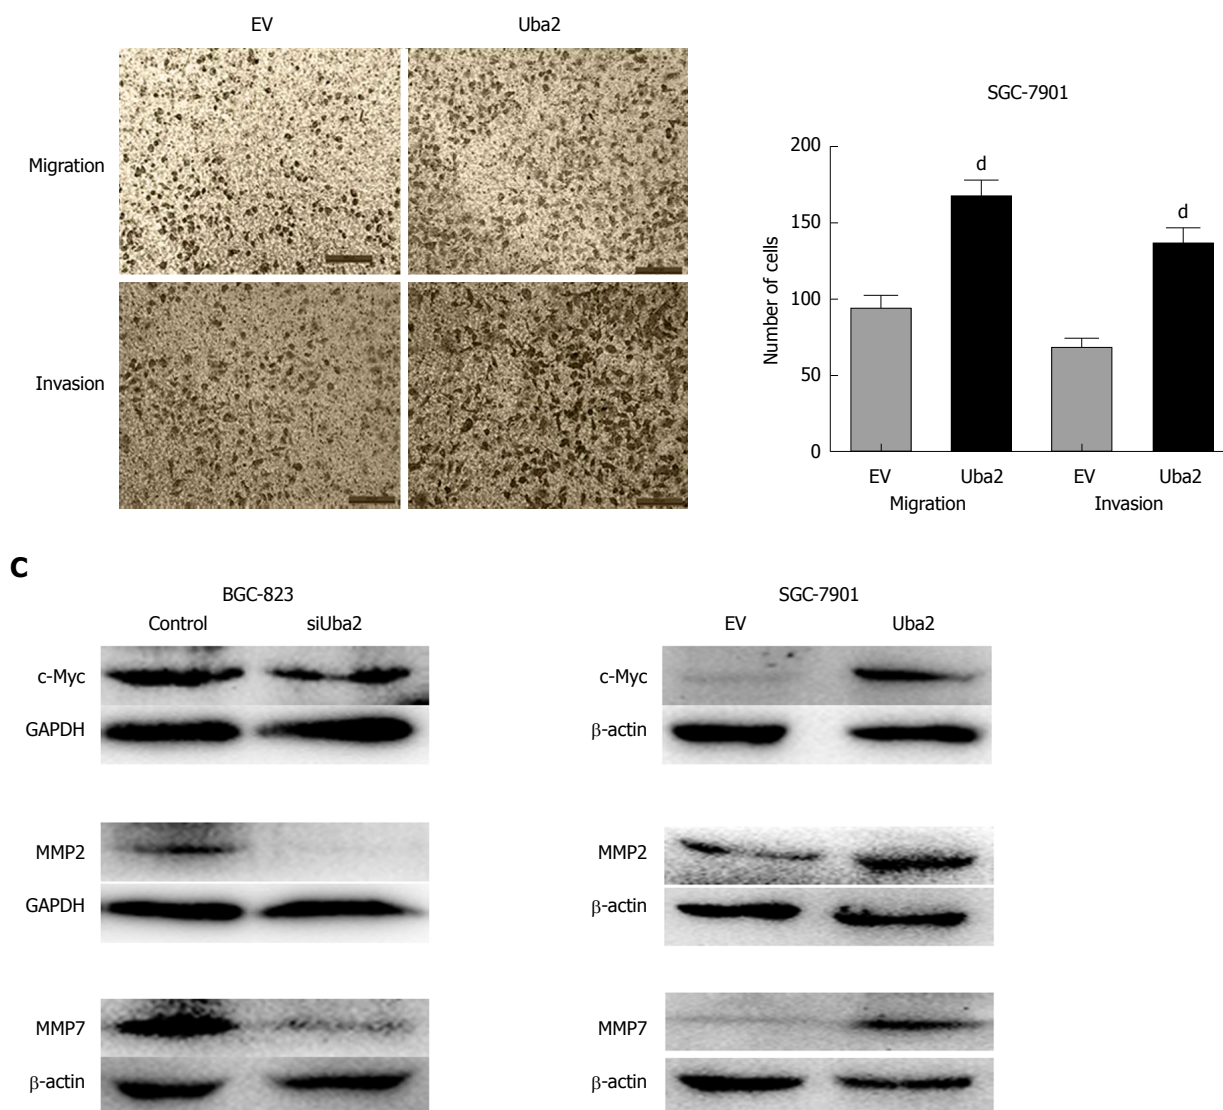 EV Uba2
Migration
Invasion
SGC-7901
Number of cells
200
150
100
50
0
d
d
EV Uba2 EV Uba2
Migration Invasion
C
BGC-823
Control siUba2
c-Myc
GAPDH
MMP2
GAPDH
MMP7
β-actin
SGC-7901
EV Uba2
c-Myc
β-actin
MMP2
β-actin
MMP7
β-actin